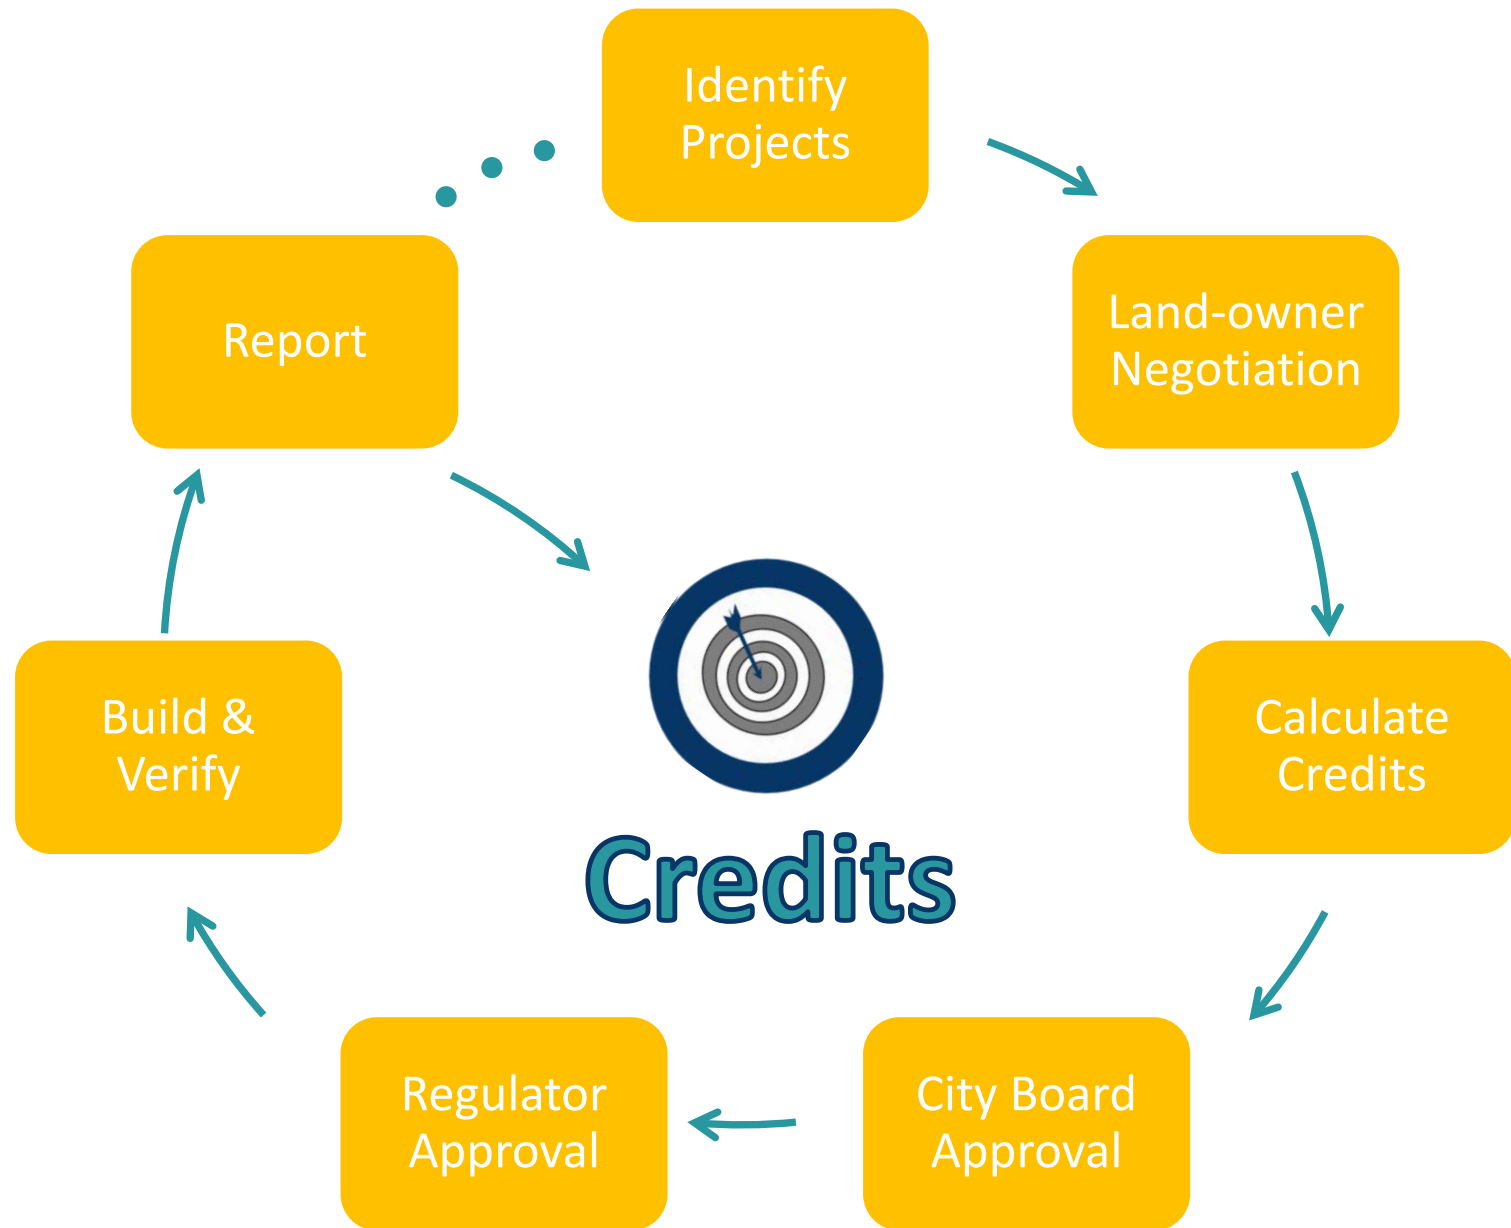 Identify
Projects
Land-owner
Negotiation
Calculate
Credits
City Board
Approval
Regulator
Approval
Build &
Verify
Report
Credits